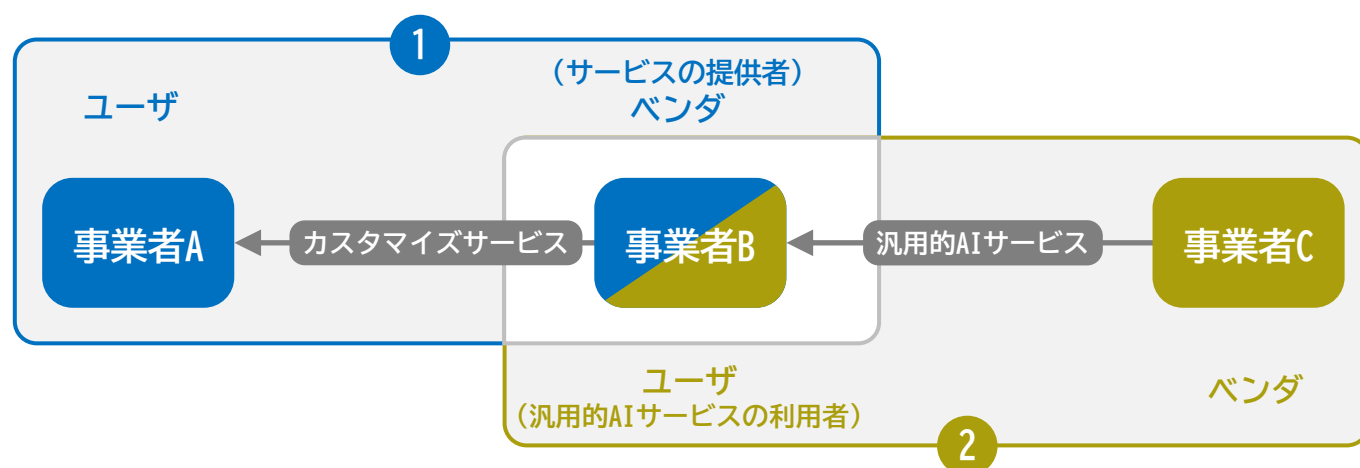 1
ユーザ
（サービスの提供者）
ベンダ
事業者A
カスタマイズサービス
事業者B
汎用的AIサービス
事業者C
ユーザ
（汎用的AIサービスの利用者）
ベンダ
2